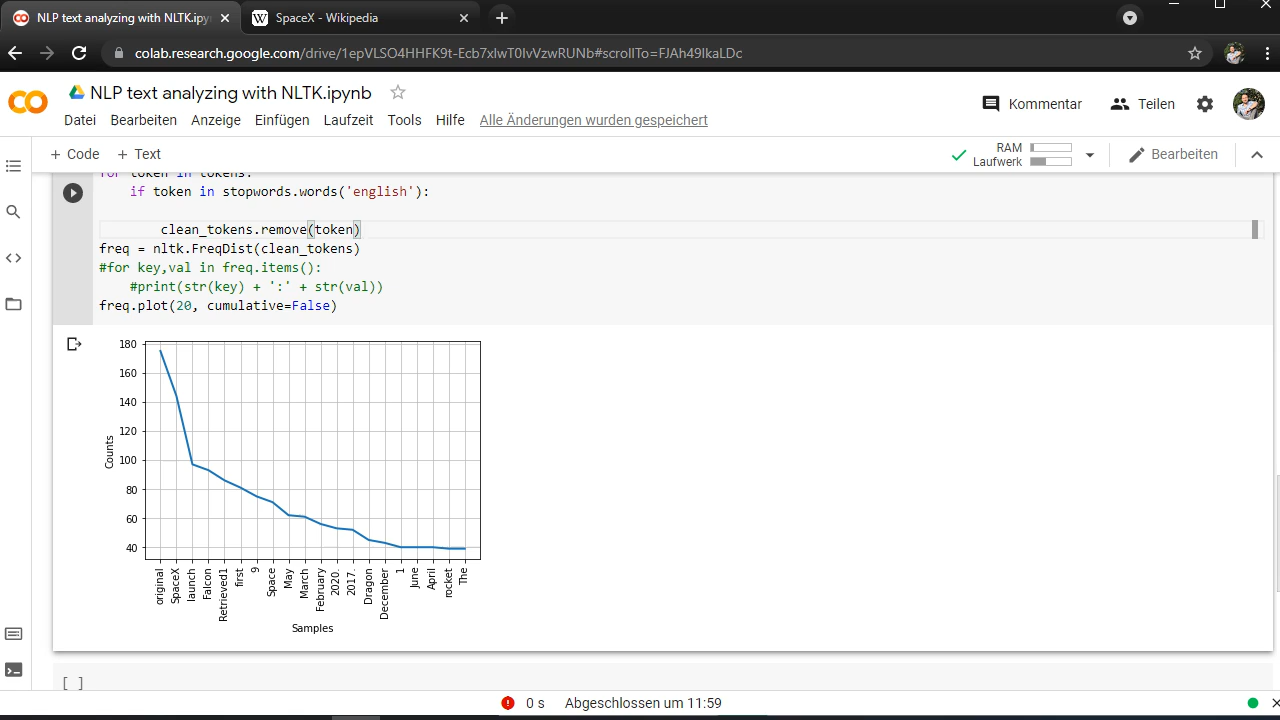 NLP text analyzing with NLTK.ipy
SpaceX - Wikipedia
colab.research.google.com/drive/1epVLSO4HHFK9t-Ecb7xlwT0IvVzwRUNb#scrollTo=FJAh49IkaLDc
NLP text analyzing with NLTK.ipynb
Kommentar
Teilen
Datei Bearbeiten Anzeige Einfügen Laufzeit Tools Hilfe Alle Änderungen wurden gespeichert
+ Code + Text
RAM
Laufwerk
Bearbeiten
for token in tokens:
if token in stopwords.words('english'):
clean_tokens.remove(token)
freq = nltk.FreqDist(clean_tokens)
#for key,val in freq.items():
#print(str(key) + ':' + str(val))
freq.plot(20, cumulative=False)
180
160
140
120
100
80
60
40
Counts
original
SpaceX
launch
Falcon
Retrieved1
first
9
Space
May
March
February
2020.
2017.
Dragon
December
1
June
April
rocket
The
Samples
[ ]
0 s Abgeschlossen um 11:59